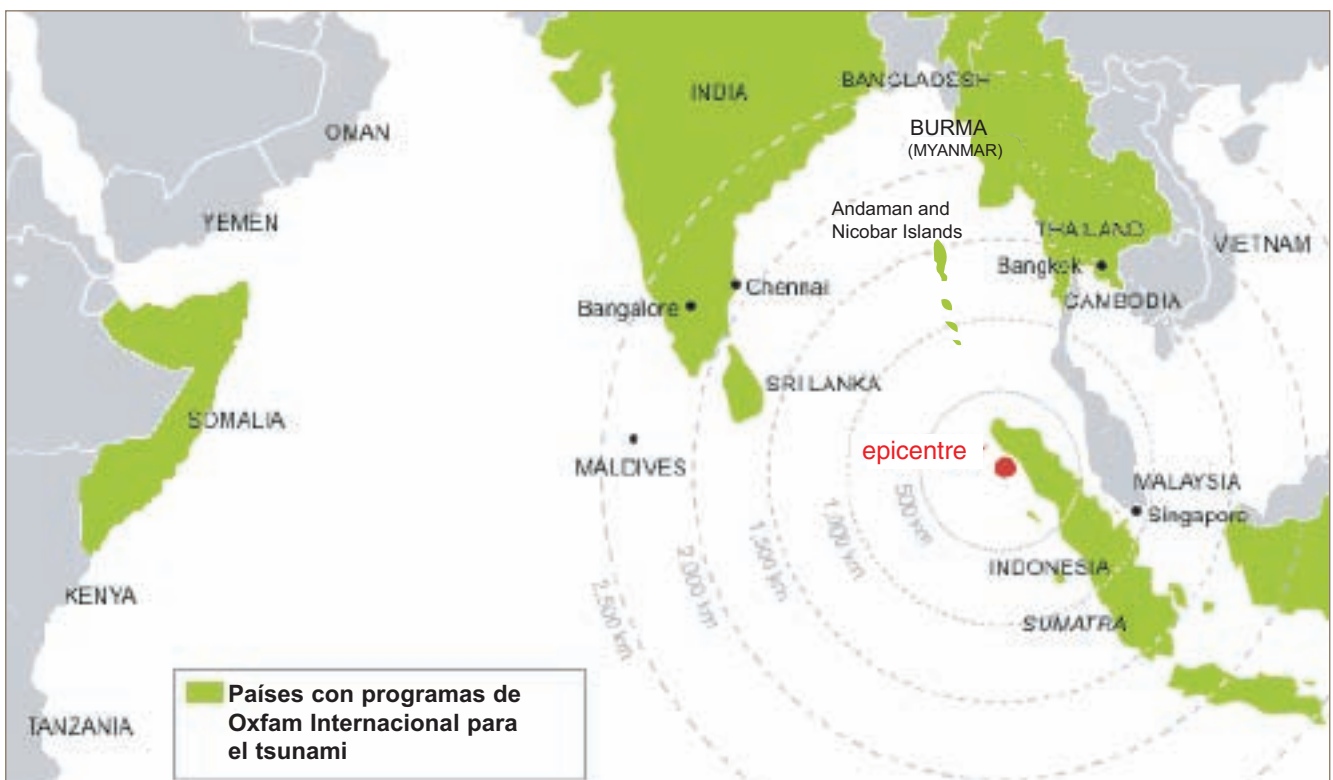 INDIA
BANGLADESH
OMAN
BURMA
(MYANMAR)
YEMEN
Andaman and
Nicobar Islands
THAILAND
VIETNAM
Bangkok
Chennai
Bangalore
CAMBODIA
SRI LANKA
SOMALIA
epicentre
MALDIVES
MALAYSIA
500 km
Singapore
1,000 km
1,500 km
INDONESIA
2,000 km
KENYA
2,500 km
SUMATRA
Países con programas de
Oxfam Internacional para
el tsunami
TANZANIA